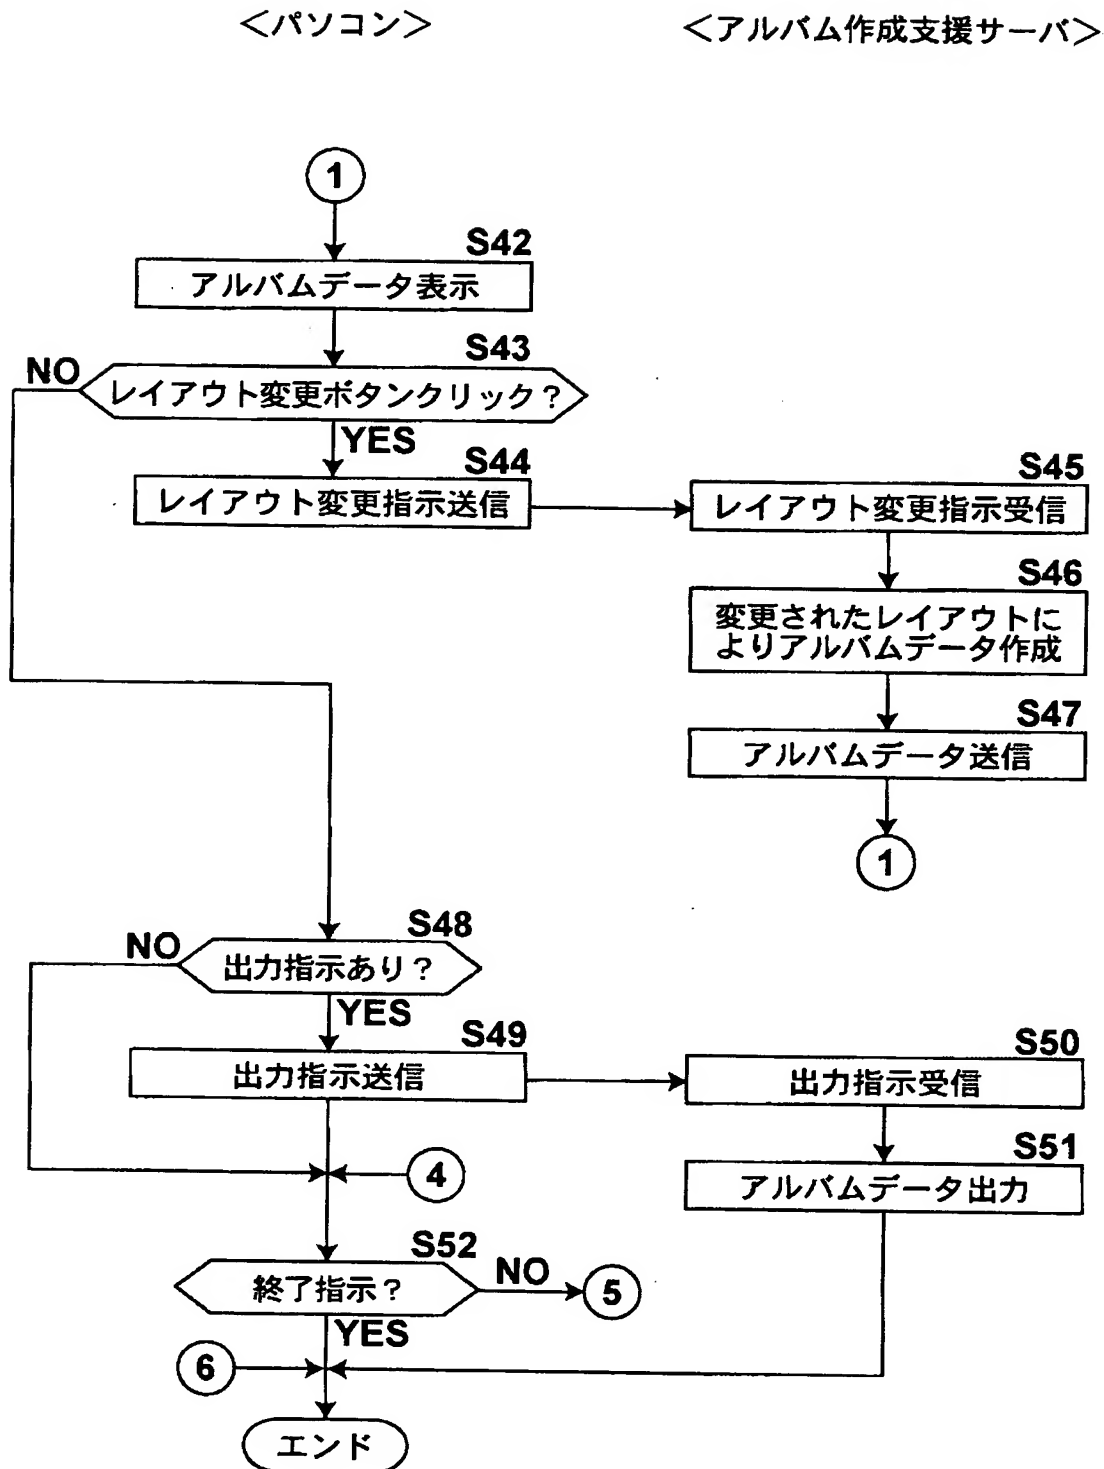 ＜パソコン＞
＜アルバム作成支援サーバ＞
1
S42
アルバムデータ表示
S43
NO
レイアウト変更ボタンクリック？
YES
S44
レイアウト変更指示送信
S45
レイアウト変更指示受信
S46
変更されたレイアウトに
よりアルバムデータ作成
S47
アルバムデータ送信
1
S48
NO
出力指示あり？
YES
S49
出力指示送信
S50
出力指示受信
4
S51
アルバムデータ出力
S52
終了指示？
NO
5
YES
6
エンド